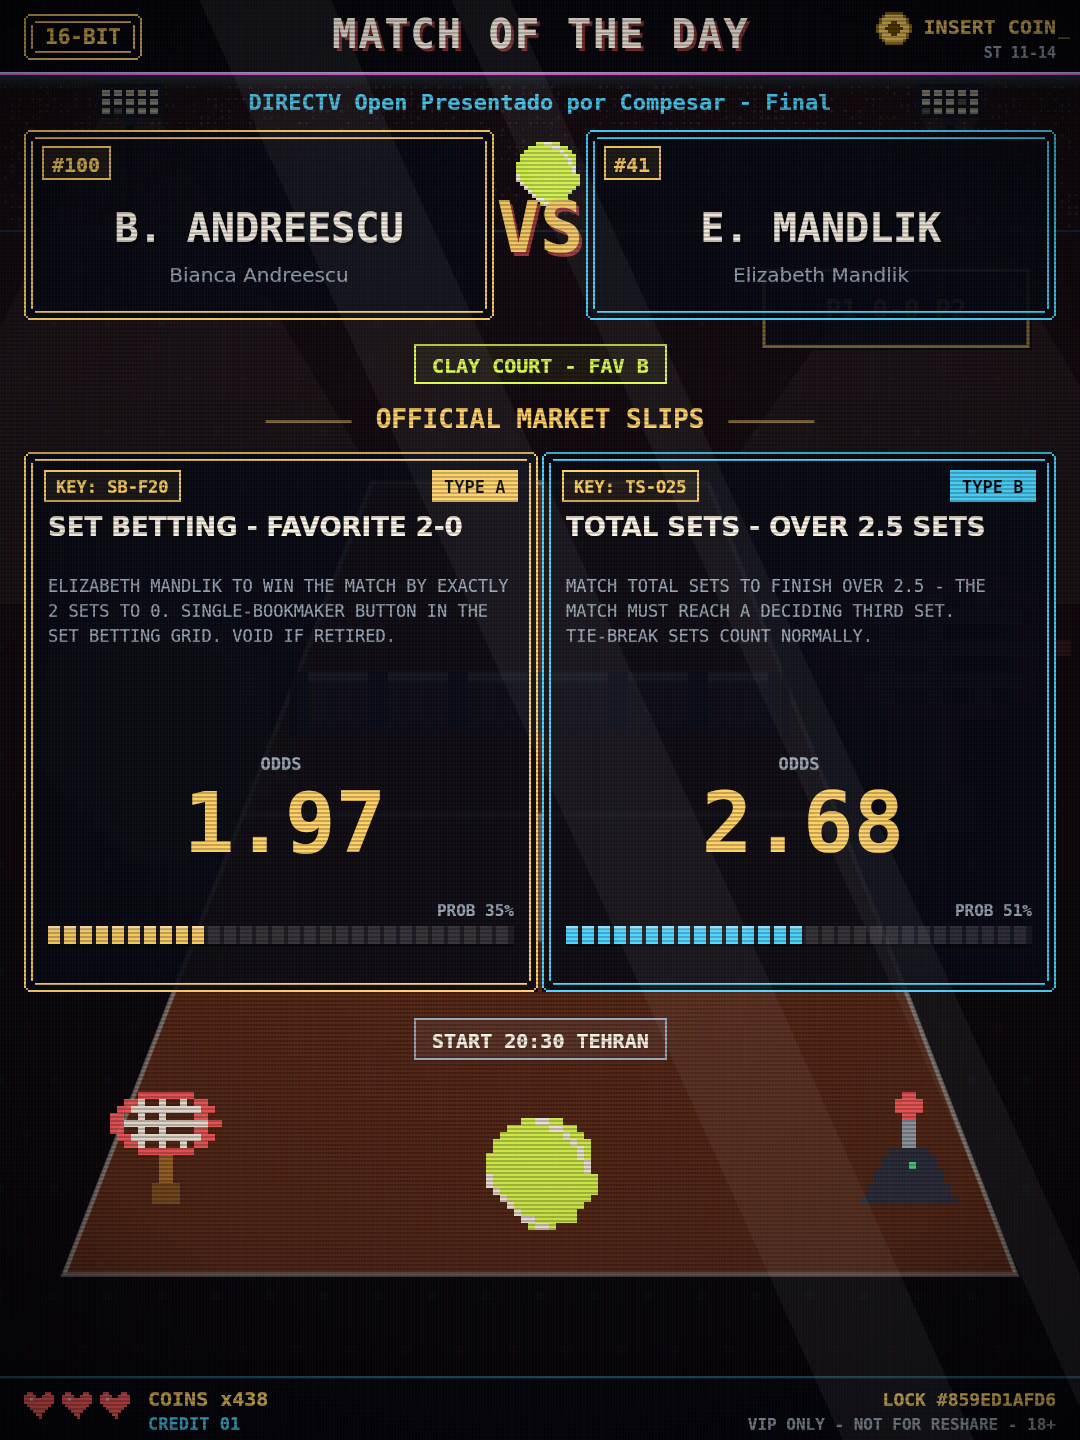 16-BIT
MATCH OF THE DAY
INSERT COIN_
ST 11-14
DIRECTV Open Presentado por Compesar - Final
#100
B. ANDREESCU
Bianca Andreescu
VS
#41
E. MANDLIK
Elizabeth Mandlik
P1 0-0 P2
CLAY COURT - FAV B
OFFICIAL MARKET SLIPS
KEY: SB-F20
TYPE A
SET BETTING - FAVORITE 2-0
ELIZABETH MANDLIK TO WIN THE MATCH BY EXACTLY
2 SETS TO 0. SINGLE-BOOKMAKER BUTTON IN THE
SET BETTING GRID. VOID IF RETIRED.
ODDS
1.97
PROB 35%
KEY: TS-O25
TYPE B
TOTAL SETS - OVER 2.5 SETS
MATCH TOTAL SETS TO FINISH OVER 2.5 - THE
MATCH MUST REACH A DECIDING THIRD SET.
TIE-BREAK SETS COUNT NORMALLY.
ODDS
2.68
PROB 51%
START 20:30 TEHRAN
COINS x438
CREDIT 01
LOCK #859ED1AFD6
VIP ONLY - NOT FOR RESHARE - 18+